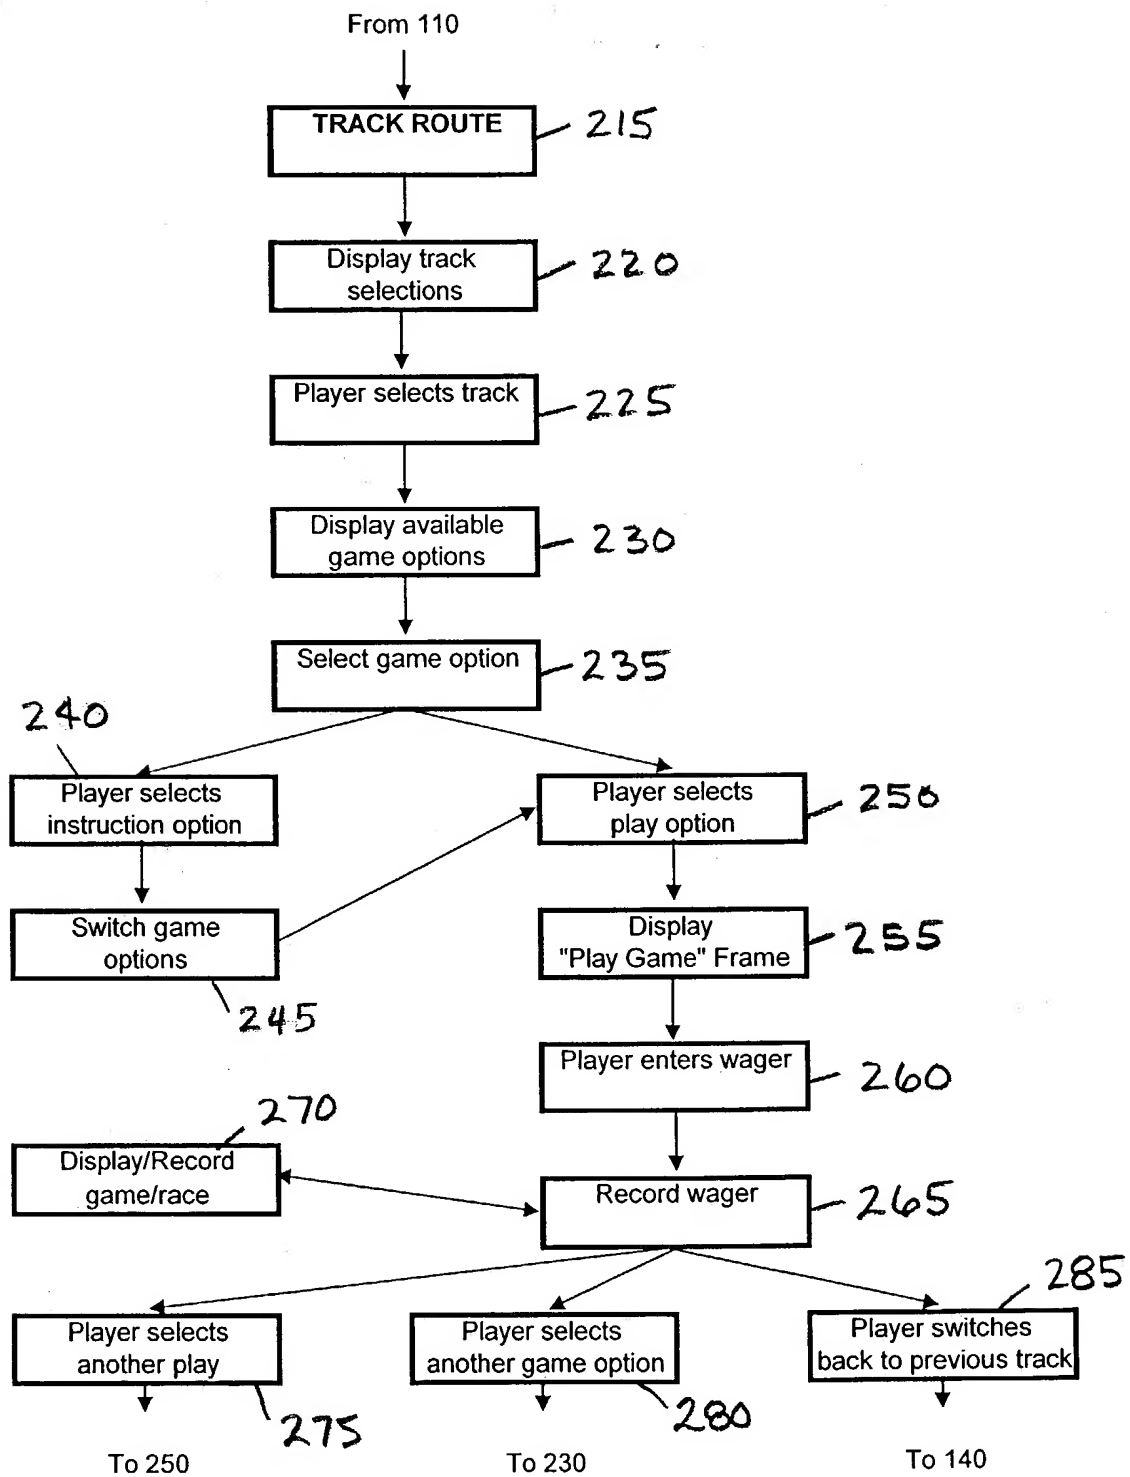 From 110
TRACK ROUTE
215
Display track
selections
220
Player selects track
225
Display available
game options
230
Select game option
235
240
Player selects
instruction option
Player selects
play option
250
Switch game
options
245
Display
"Play Game" Frame
255
Player enters wager
260
270
Display/Record
game/race
Record wager
265
285
Player selects
another play
275
Player selects
another game option
280
Player switches
back to previous track
To 250
To 230
To 140